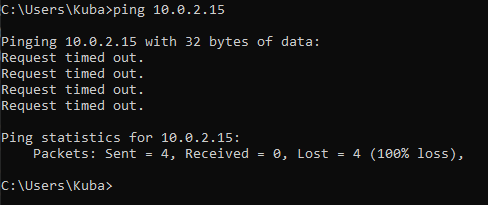 C:\Users\Kuba>ping 10.0.2.15
Pinging 10.0.2.15 with 32 bytes of data:
Request timed out.
Request timed out.
Request timed out.
Request timed out.
Ping statistics for 10.0.2.15:
    Packets: Sent = 4, Received = 0, Lost = 4 (100% loss),
C:\Users\Kuba>